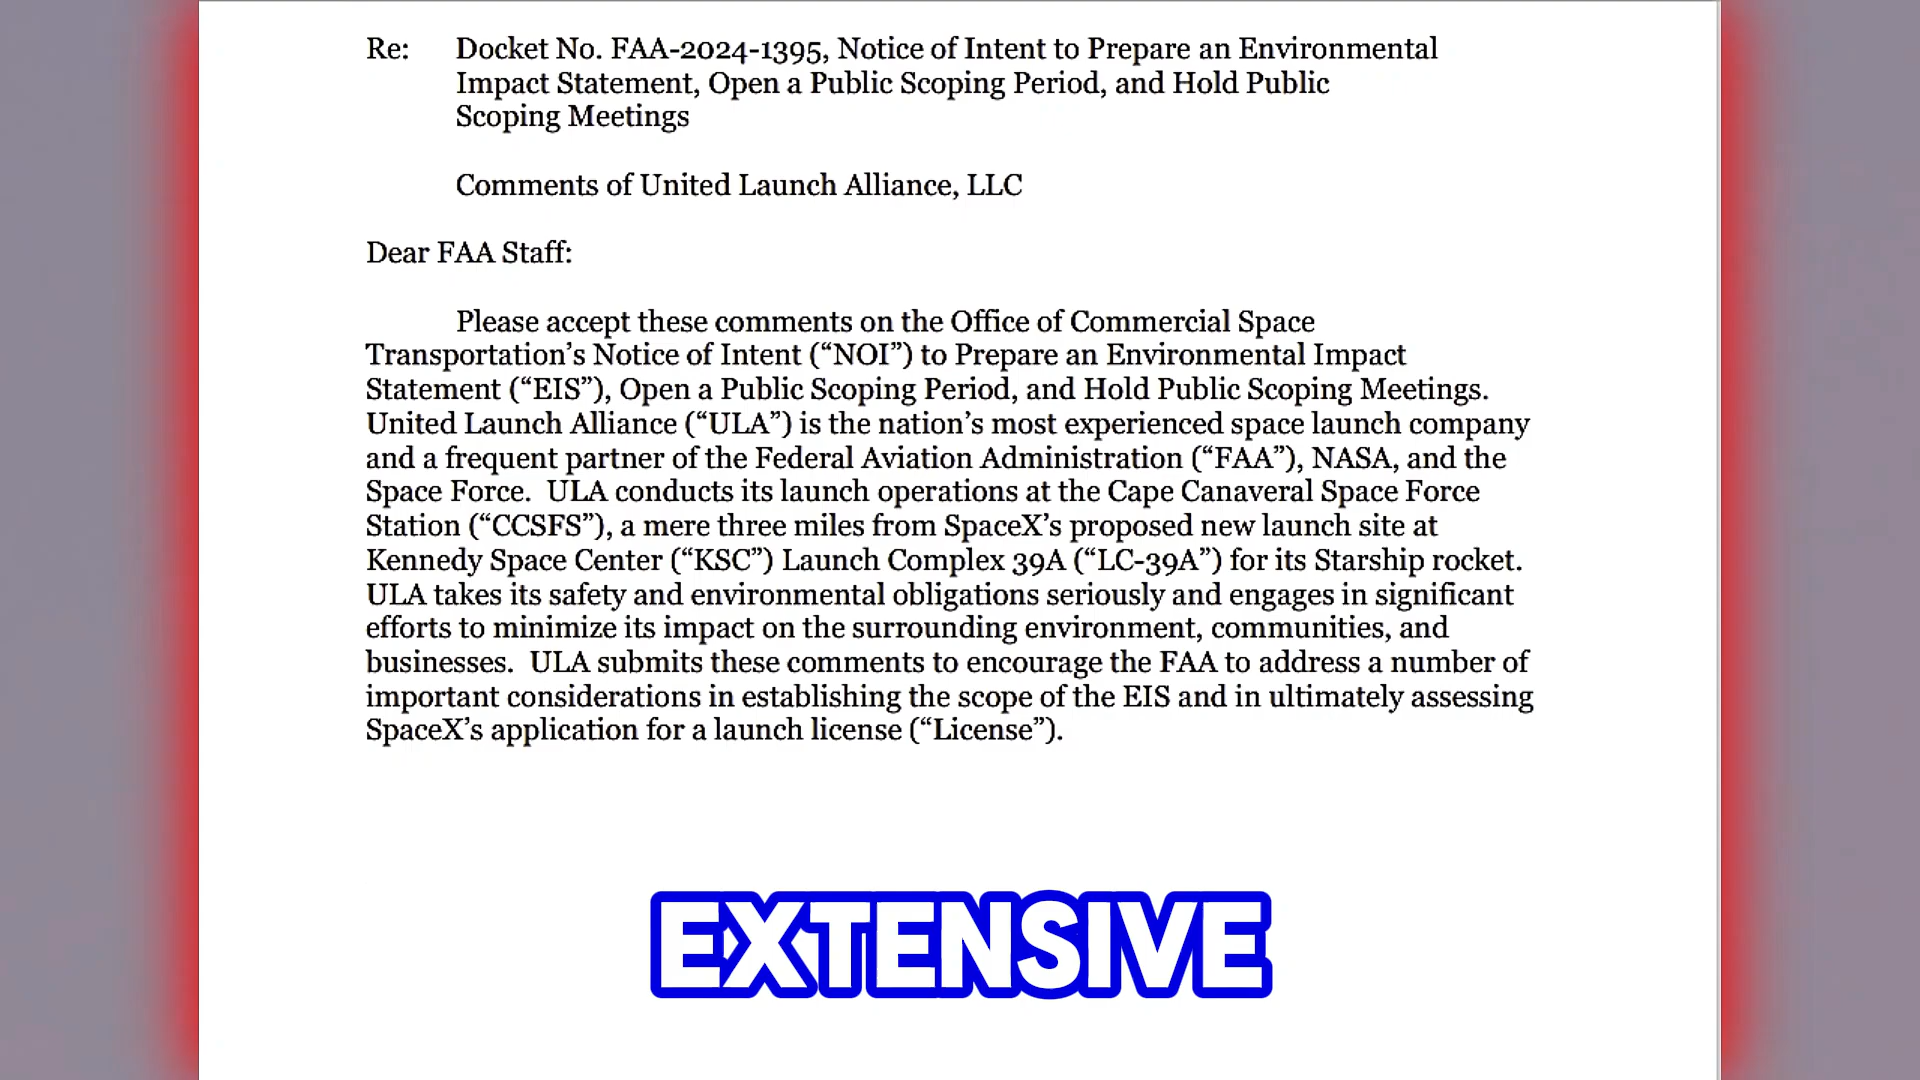 Re: Docket No. FAA-2024-1395, Notice of Intent to Prepare an Environmental
Impact Statement, Open a Public Scoping Period, and Hold Public
Scoping Meetings
Comments of United Launch Alliance, LLC
Dear FAA Staff:
Please accept these comments on the Office of Commercial Space
Transportation’s Notice of Intent (“NOI”) to Prepare an Environmental Impact
Statement (“EIS”), Open a Public Scoping Period, and Hold Public Scoping Meetings.
United Launch Alliance (“ULA”) is the nation’s most experienced space launch company
and a frequent partner of the Federal Aviation Administration (“FAA”), NASA, and the
Space Force.  ULA conducts its launch operations at the Cape Canaveral Space Force
Station (“CCSFS”), a mere three miles from SpaceX’s proposed new launch site at
Kennedy Space Center (“KSC”) Launch Complex 39A (“LC-39A”) for its Starship rocket.
ULA takes its safety and environmental obligations seriously and engages in significant
efforts to minimize its impact on the surrounding environment, communities, and
businesses.  ULA submits these comments to encourage the FAA to address a number of
important considerations in establishing the scope of the EIS and in ultimately assessing
SpaceX’s application for a launch license (“License”).
EXTENSIVE